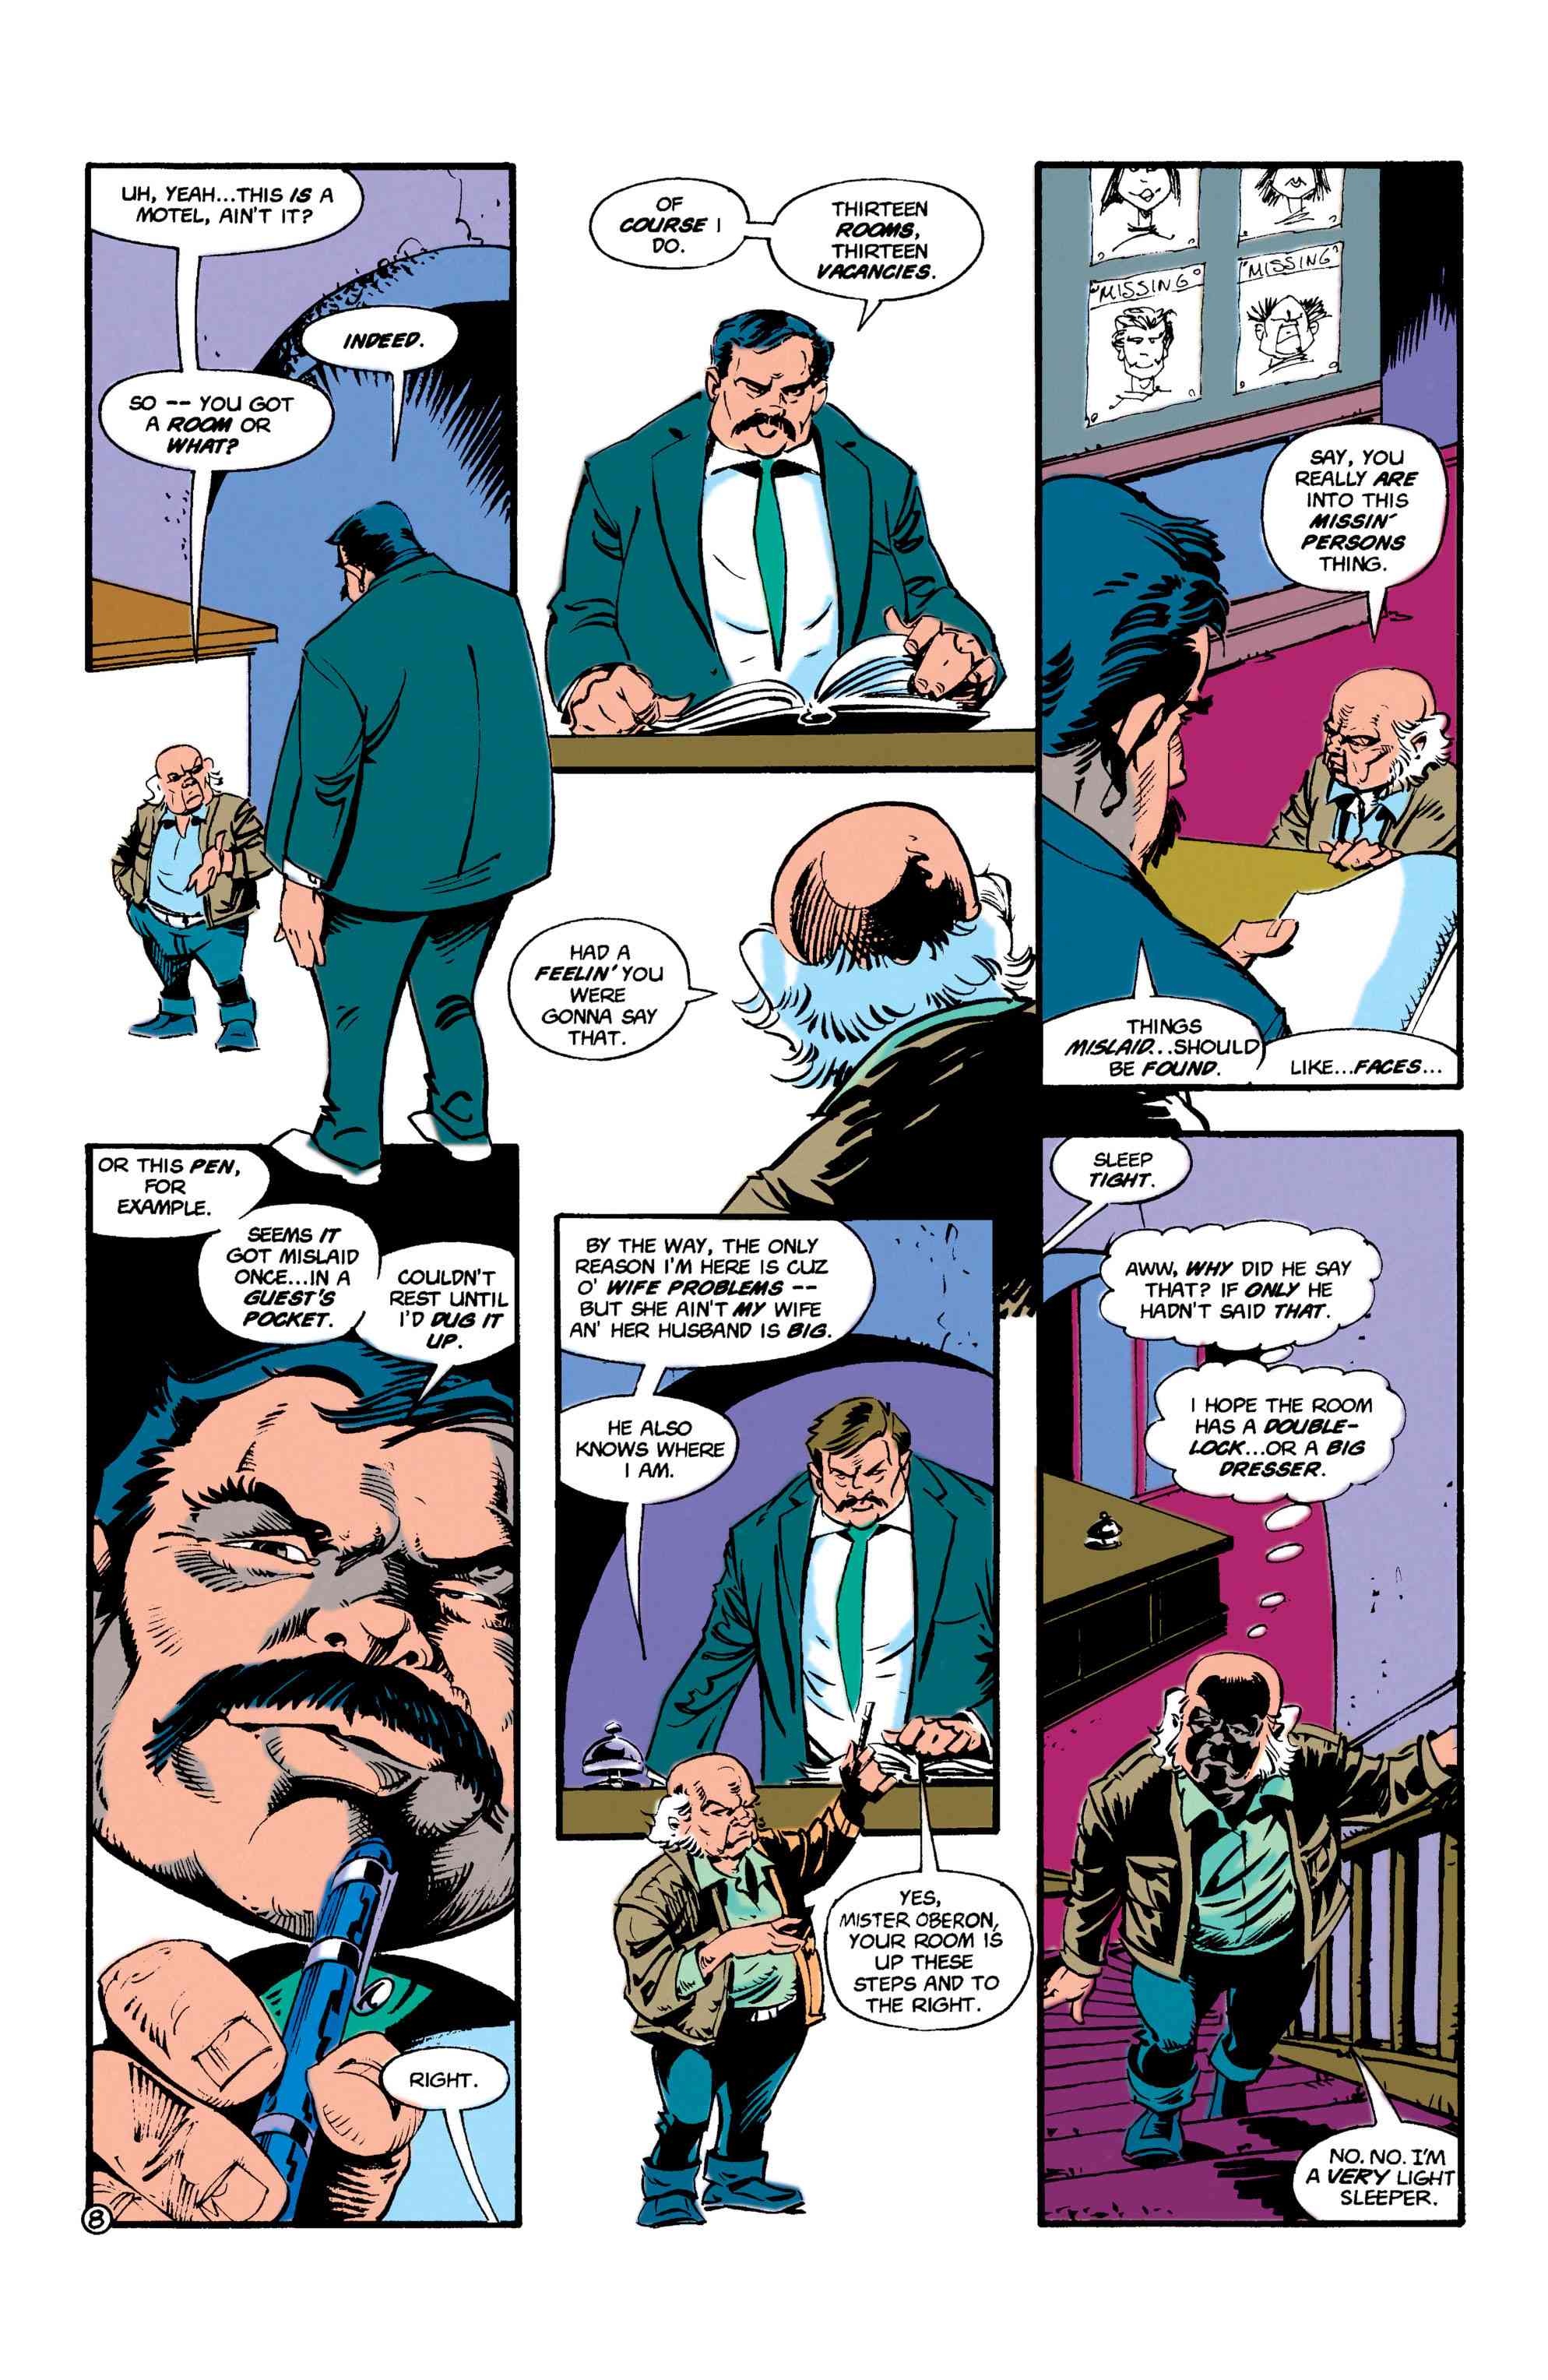 UH, YEAH...THIS IS A
MOTEL, AIN'T IT?
INDEED.
SO -- YOU GOT
A ROOM OR
WHAT?
OF
COURSE I
DO.
THIRTEEN
ROOMS,
THIRTEEN
VACANCIES.
HAD A
FEELIN' YOU
WERE
GONNA SAY
THAT.
MISSING
MISSING
SAY, YOU
REALLY ARE
INTO THIS
MISSIN'
PERSONS
THING.
THINGS
MISLAID...SHOULD
BE FOUND.
LIKE...FACES...
OR THIS PEN,
FOR
EXAMPLE.
SEEMS IT
GOT MISLAID
ONCE...IN A
GUEST'S
POCKET.
COULDN'T
REST UNTIL
I'D DUG IT
UP.
RIGHT.
BY THE WAY, THE ONLY
REASON I'M HERE IS CUZ
O' WIFE PROBLEMS --
BUT SHE AIN'T MY WIFE
AN' HER HUSBAND IS BIG.
HE ALSO
KNOWS WHERE
I AM.
YES,
MISTER OBERON,
YOUR ROOM IS
UP THESE
STEPS AND TO
THE RIGHT.
SLEEP
TIGHT.
AWW, WHY DID HE SAY
THAT? IF ONLY HE
HADN'T SAID THAT.
I HOPE THE ROOM
HAS A DOUBLE-
LOCK...OR A BIG
DRESSER.
NO. NO. I'M
A VERY LIGHT
SLEEPER.
8